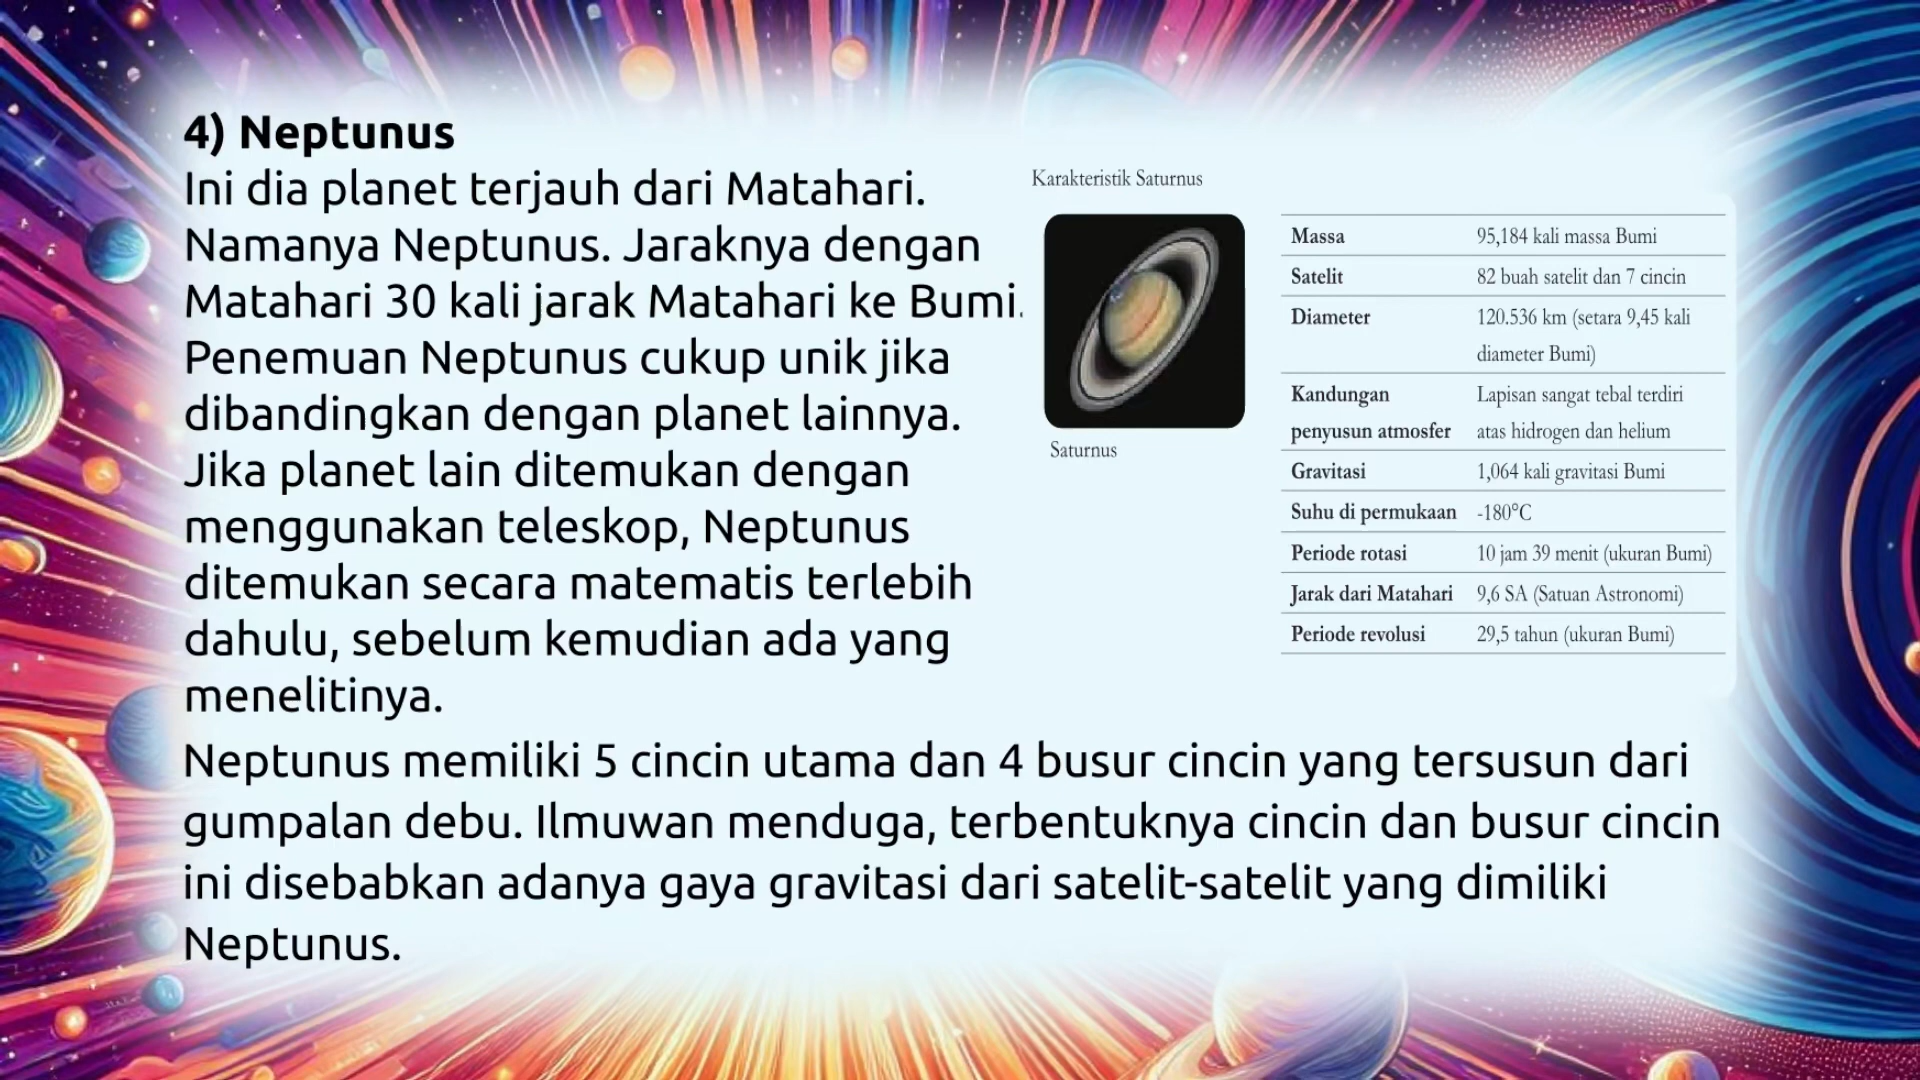 4) Neptunus
Ini dia planet terjauh dari Matahari.
Namanya Neptunus. Jaraknya dengan
Matahari 30 kali jarak Matahari ke Bumi.
Penemuan Neptunus cukup unik jika
dibandingkan dengan planet lainnya.
Jika planet lain ditemukan dengan
menggunakan teleskop, Neptunus
ditemukan secara matematis terlebih
dahulu, sebelum kemudian ada yang
menelitinya.
Neptunus memiliki 5 cincin utama dan 4 busur cincin yang tersusun dari
gumpalan debu. Ilmuwan menduga, terbentuknya cincin dan busur cincin
ini disebabkan adanya gaya gravitasi dari satelit-satelit yang dimiliki
Neptunus.
Karakteristik Saturnus
Saturnus
Massa 95,184 kali massa Bumi
Satelit 82 buah satelit dan 7 cincin
Diameter 120.536 km (setara 9,45 kali
diameter Bumi)
Kandungan Lapisan sangat tebal terdiri
penyusun atmosfer atas hidrogen dan helium
Gravitasi 1,064 kali gravitasi Bumi
Suhu di permukaan -180°C
Periode rotasi 10 jam 39 menit (ukuran Bumi)
Jarak dari Matahari 9,6 SA (Satuan Astronomi)
Periode revolusi 29,5 tahun (ukuran Bumi)